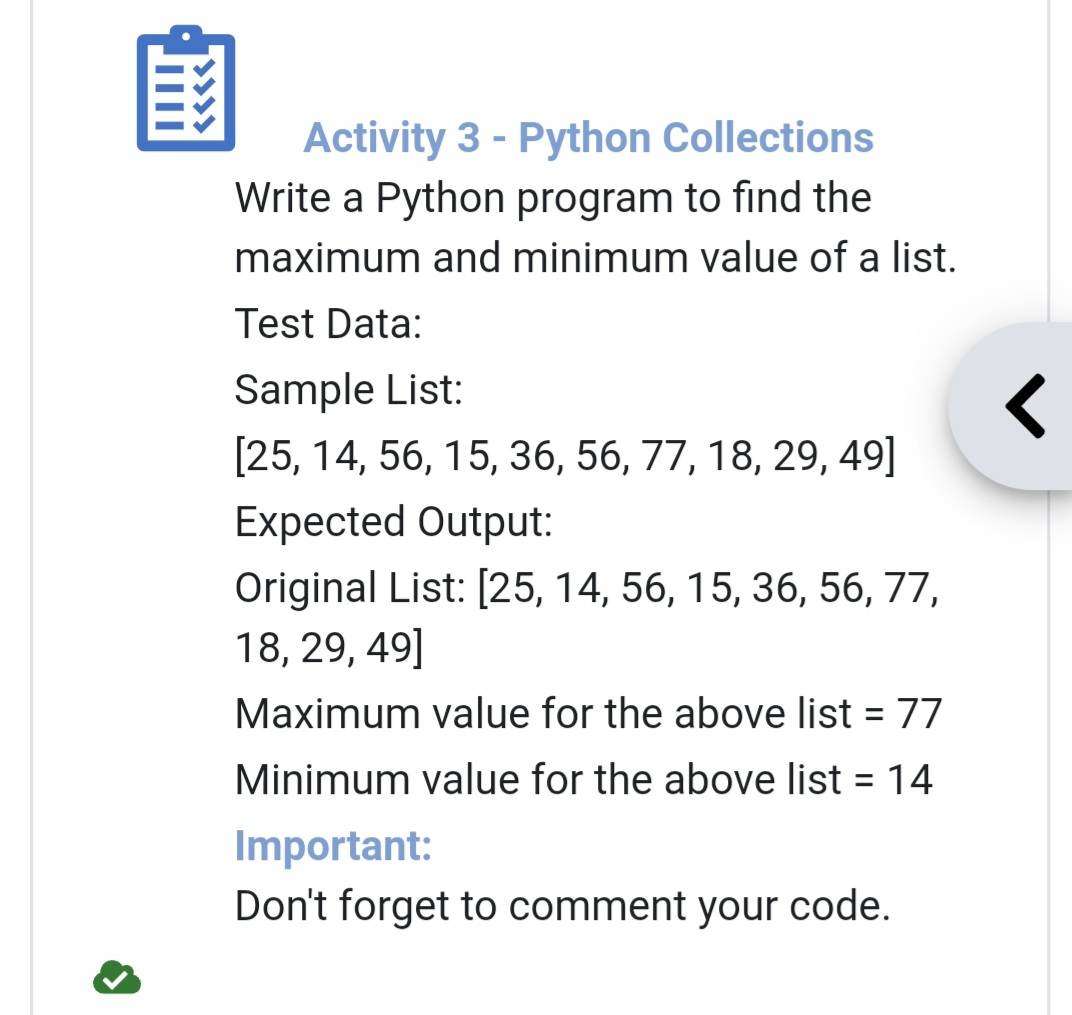 Activity 3 - Python Collections
Write a Python program to find the
maximum and minimum value of a list.
Test Data:
Sample List:
[25, 14, 56, 15, 36, 56, 77, 18, 29, 49]
Expected Output:
Original List: [25, 14, 56, 15, 36, 56, 77,
18, 29, 49]
Maximum value for the above list = 77
Minimum value for the above list = 14
Important:
Don't forget to comment your code.